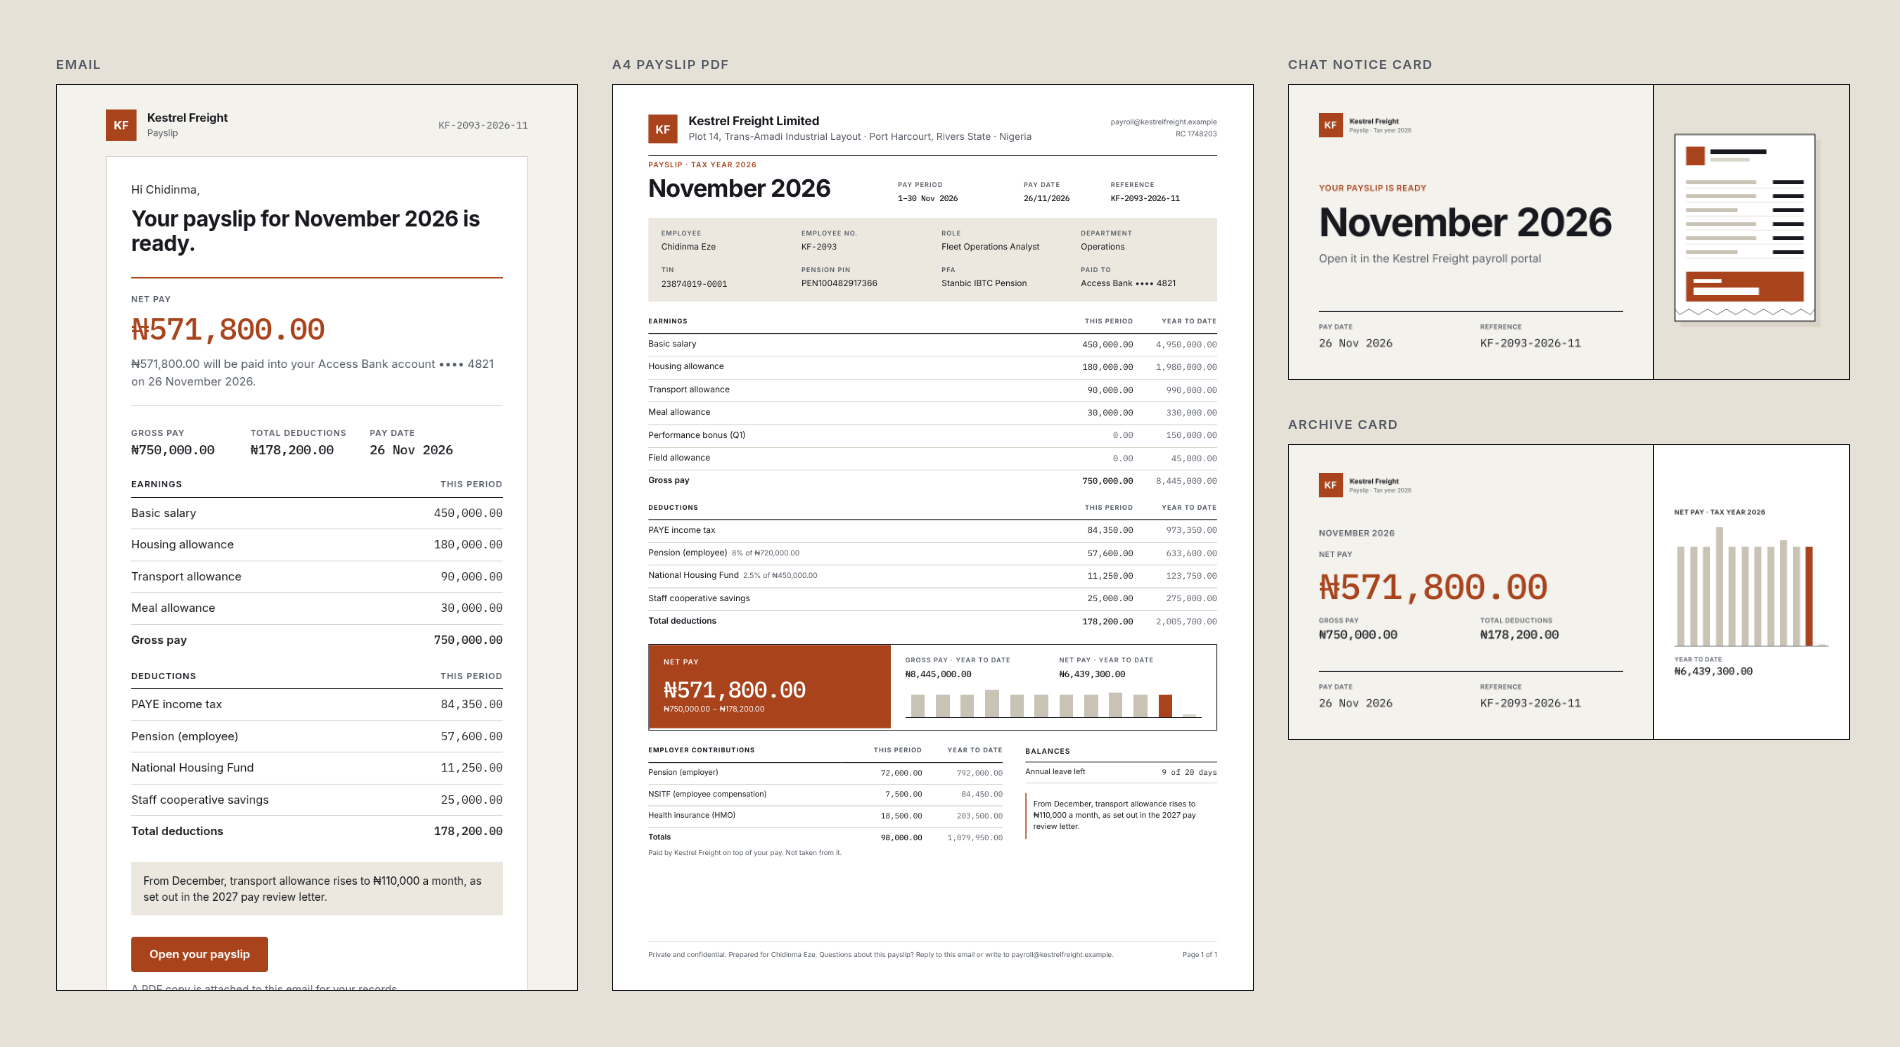 EMAIL
KF
Kestrel Freight
Payslip
KF-2093-2026-11
Hi Chidinma,
Your payslip for November 2026 is
ready.
NET PAY
₦571,800.00
₦571,800.00 will be paid into your Access Bank account •••• 4821
on 26 November 2026.
GROSS PAY TOTAL DEDUCTIONS PAY DATE
₦750,000.00 ₦178,200.00 26 Nov 2026
EARNINGS THIS PERIOD
Basic salary 450,000.00
Housing allowance 180,000.00
Transport allowance 90,000.00
Meal allowance 30,000.00
Gross pay 750,000.00
DEDUCTIONS THIS PERIOD
PAYE income tax 84,350.00
Pension (employee) 57,600.00
National Housing Fund 11,250.00
Staff cooperative savings 25,000.00
Total deductions 178,200.00
From December, transport allowance rises to ₦110,000 a month, as
set out in the 2027 pay review letter.
Open your payslip
A PDF copy is attached to this email for your records.
A4 PAYSLIP PDF
KF
Kestrel Freight Limited
Plot 14, Trans-Amadi Industrial Layout · Port Harcourt, Rivers State · Nigeria
payroll@kestrelfreight.example
RC 1748203
PAYSLIP · TAX YEAR 2026
November 2026
PAY PERIOD PAY DATE REFERENCE
1–30 Nov 2026 26/11/2026 KF-2093-2026-11
EMPLOYEE EMPLOYEE NO. ROLE DEPARTMENT
Chidinma Eze KF-2093 Fleet Operations Analyst Operations
TIN PENSION PIN PFA PAID TO
23874019-0001 PEN100482917366 Stanbic IBTC Pension Access Bank •••• 4821
EARNINGS THIS PERIOD YEAR TO DATE
Basic salary 450,000.00 4,950,000.00
Housing allowance 180,000.00 1,980,000.00
Transport allowance 90,000.00 990,000.00
Meal allowance 30,000.00 330,000.00
Performance bonus (Q1) 0.00 150,000.00
Field allowance 0.00 45,000.00
Gross pay 750,000.00 8,445,000.00
DEDUCTIONS THIS PERIOD YEAR TO DATE
PAYE income tax 84,350.00 973,350.00
Pension (employee) 8% of ₦720,000.00 57,600.00 633,600.00
National Housing Fund 2.5% of ₦450,000.00 11,250.00 123,750.00
Staff cooperative savings 25,000.00 275,000.00
Total deductions 178,200.00 2,005,700.00
NET PAY
₦571,800.00
₦750,000.00 − ₦178,200.00
GROSS PAY · YEAR TO DATE NET PAY · YEAR TO DATE
₦8,445,000.00 ₦6,439,300.00
EMPLOYER CONTRIBUTIONS THIS PERIOD YEAR TO DATE
Pension (employer) 72,000.00 792,000.00
NSITF (employee compensation) 7,500.00 84,450.00
Health insurance (HMO) 18,500.00 203,500.00
Totals 98,000.00 1,079,950.00
Paid by Kestrel Freight on top of your pay. Not taken from it.
BALANCES
Annual leave left 9 of 20 days
From December, transport allowance rises to
₦110,000 a month, as set out in the 2027 pay
review letter.
Private and confidential. Prepared for Chidinma Eze. Questions about this payslip? Reply to this email or write to payroll@kestrelfreight.example. Page 1 of 1
CHAT NOTICE CARD
KF
Kestrel Freight
Payslip · Tax year 2026
YOUR PAYSLIP IS READY
November 2026
Open it in the Kestrel Freight payroll portal
PAY DATE REFERENCE
26 Nov 2026 KF-2093-2026-11
ARCHIVE CARD
KF
Kestrel Freight
Payslip · Tax year 2026
NOVEMBER 2026
NET PAY
₦571,800.00
GROSS PAY TOTAL DEDUCTIONS
₦750,000.00 ₦178,200.00
PAY DATE REFERENCE
26 Nov 2026 KF-2093-2026-11
NET PAY · TAX YEAR 2026
YEAR TO DATE
₦6,439,300.00